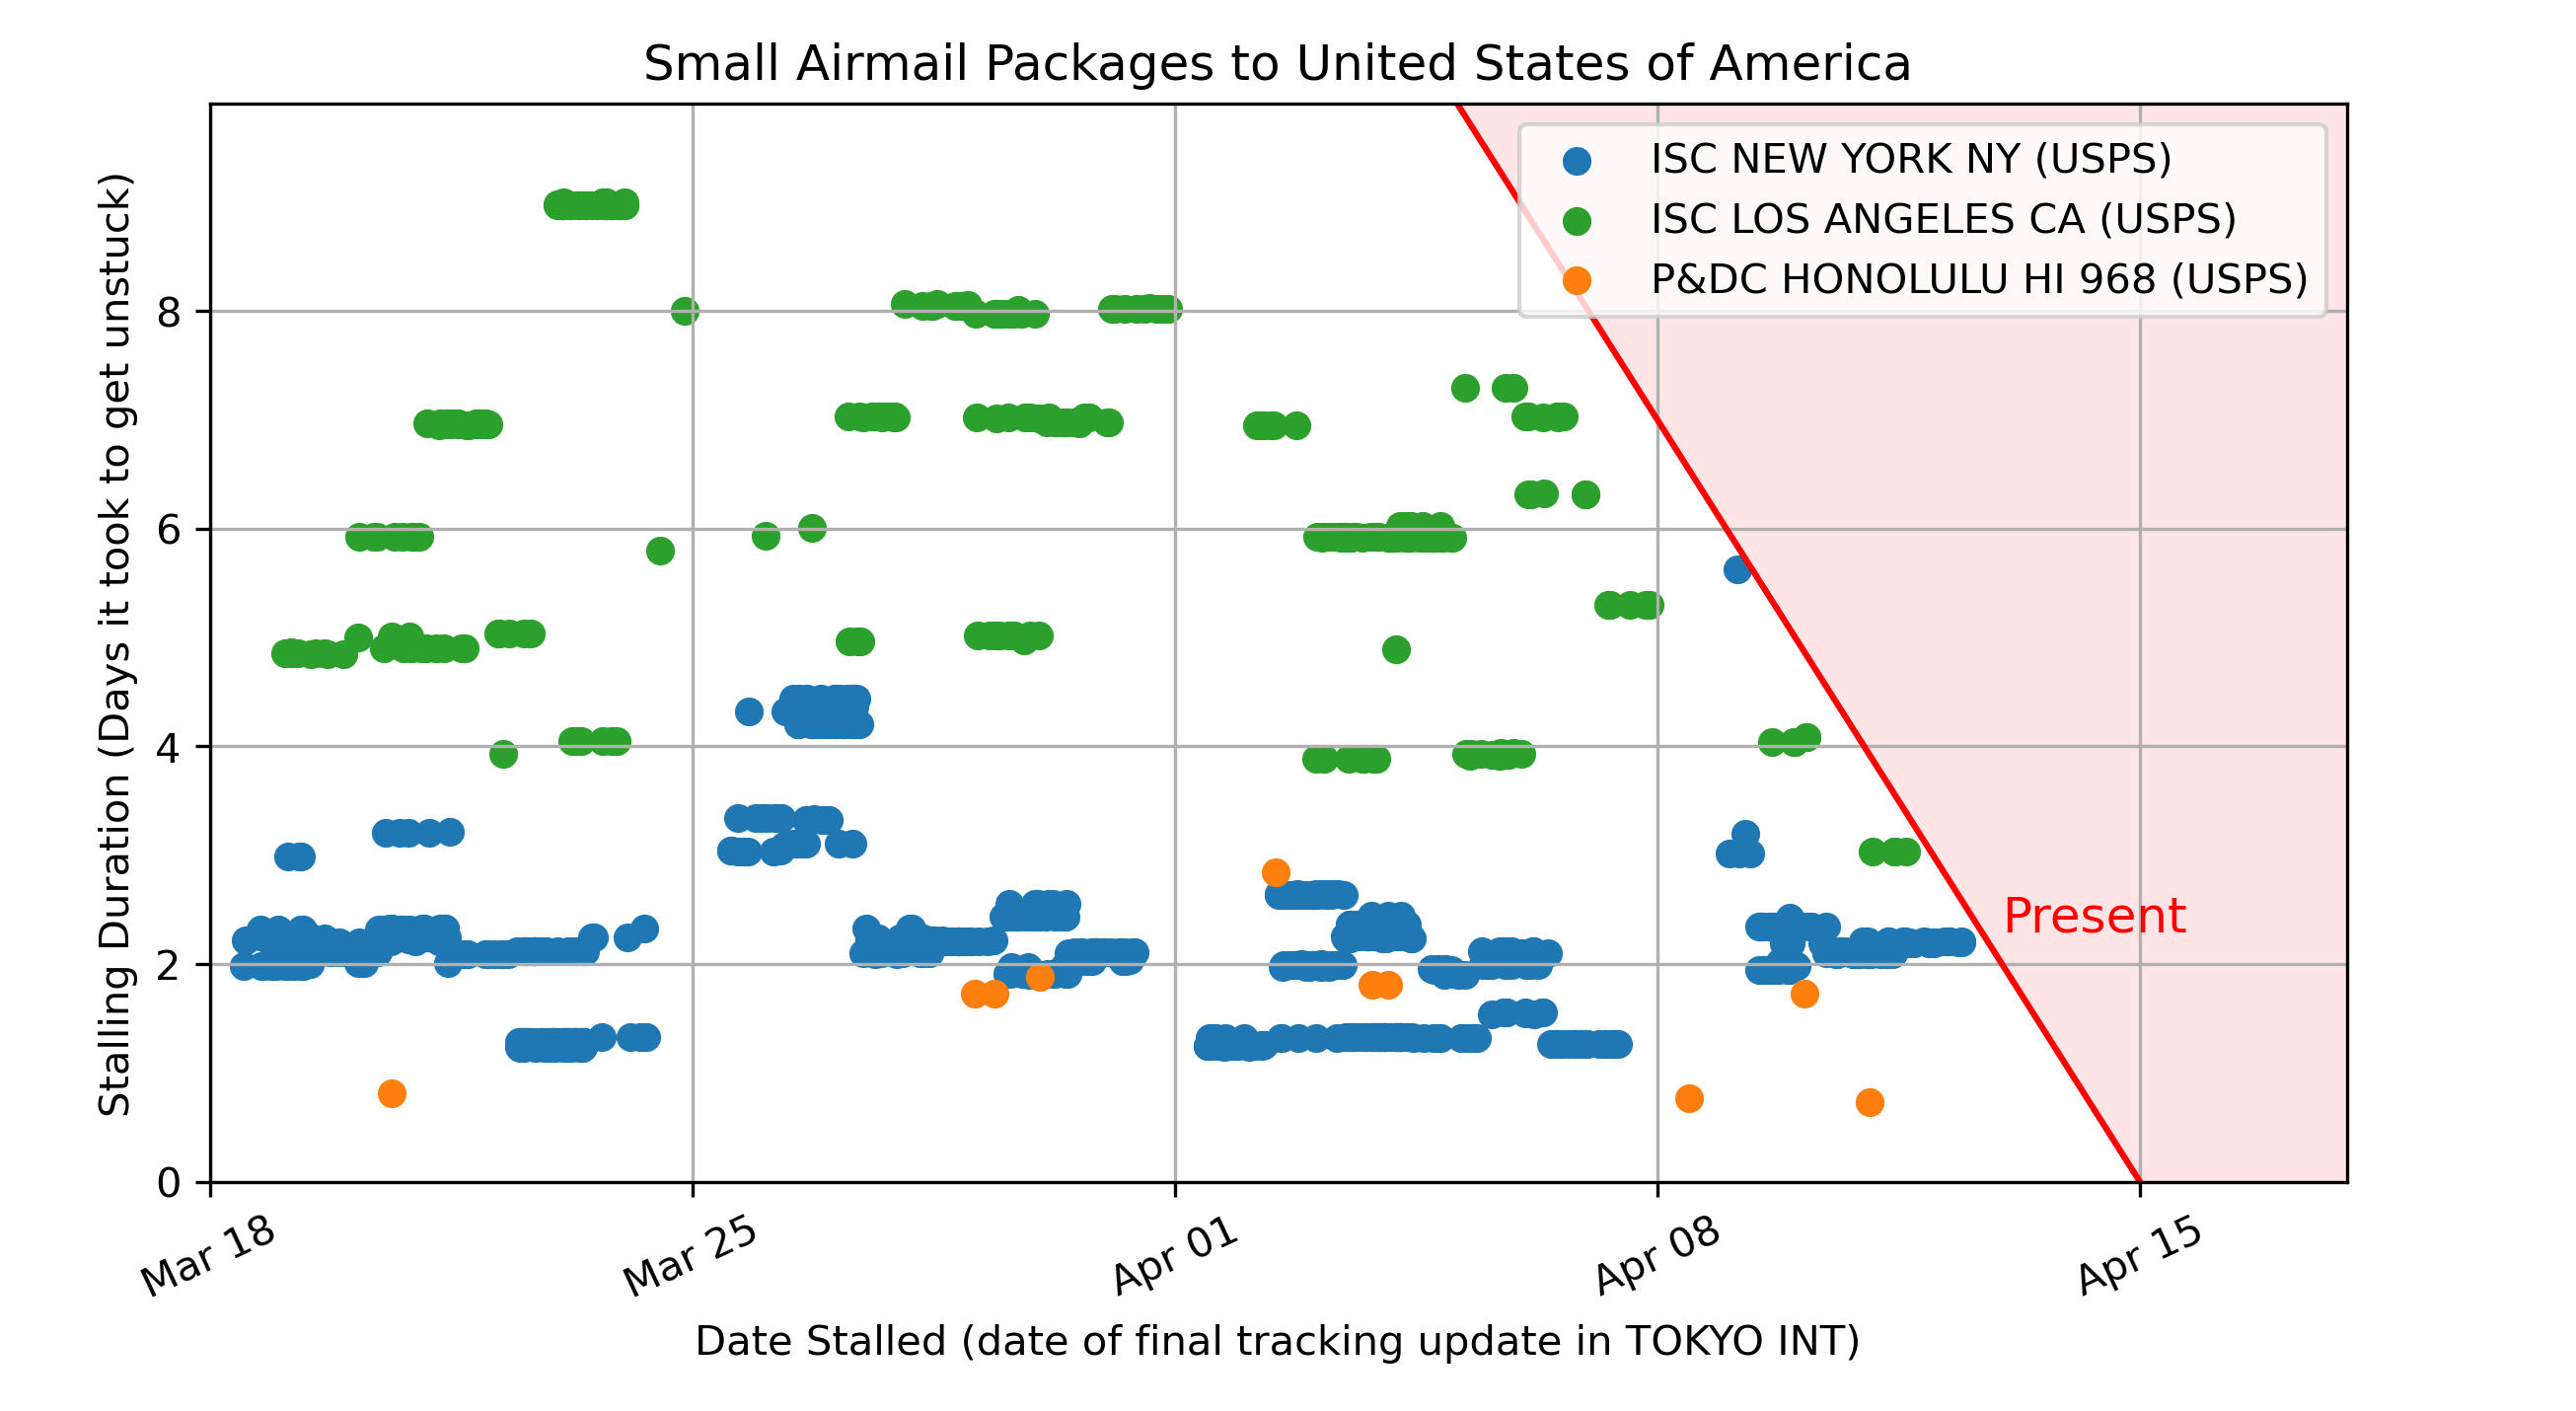 Small Airmail Packages to United States of America
Stalling Duration (Days it took to get unstuck)
8
6
4
2
0
ISC NEW YORK NY (USPS)
ISC LOS ANGELES CA (USPS)
P&DC HONOLULU HI 968 (USPS)
Present
Mar 18
Mar 25
Apr 01
Apr 08
Apr 15
Date Stalled (date of final tracking update in TOKYO INT)